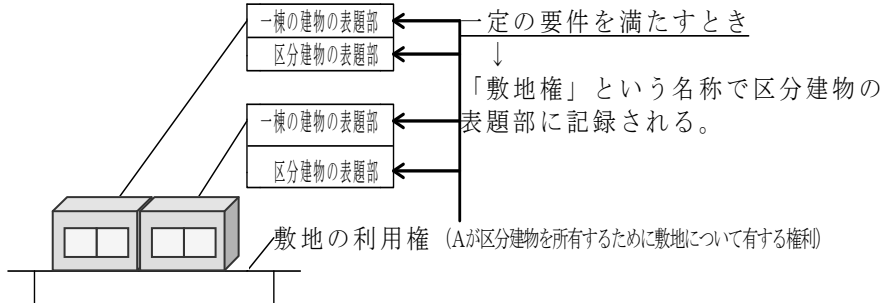 一棟の建物の表題部
区分建物の表題部
一棟の建物の表題部
区分建物の表題部
一定の要件を満たすとき
↓
「敷地権」という名称で区分建物の
表題部に記録される。
敷地の利用権（Aが区分建物を所有するために敷地について有する権利）